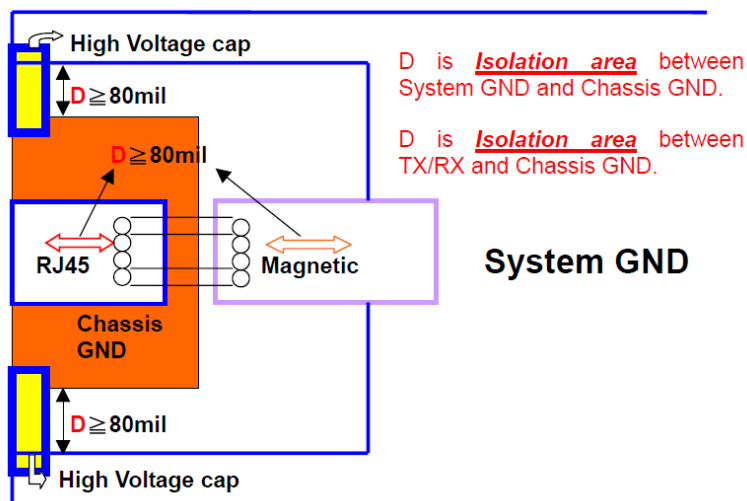 High Voltage cap
D≧80mil
D is Isolation area between
System GND and Chassis GND.
D is Isolation area between
TX/RX and Chassis GND.
D≧80mil
RJ45
Magnetic
System GND
Chassis
GND
D≧80mil
High Voltage cap